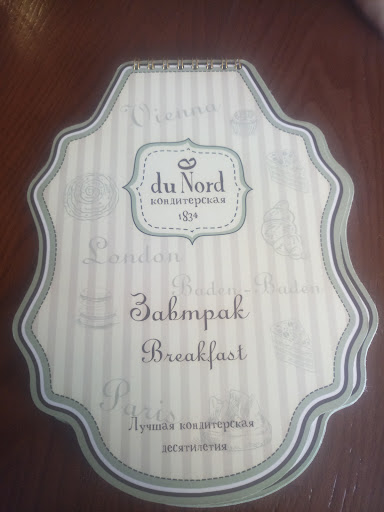 Vienna
du Nord
кондитерская
1834
London
Baden-Baden
Завтрак
Breakfast
Paris
Лучшая кондитерская
десятилетия